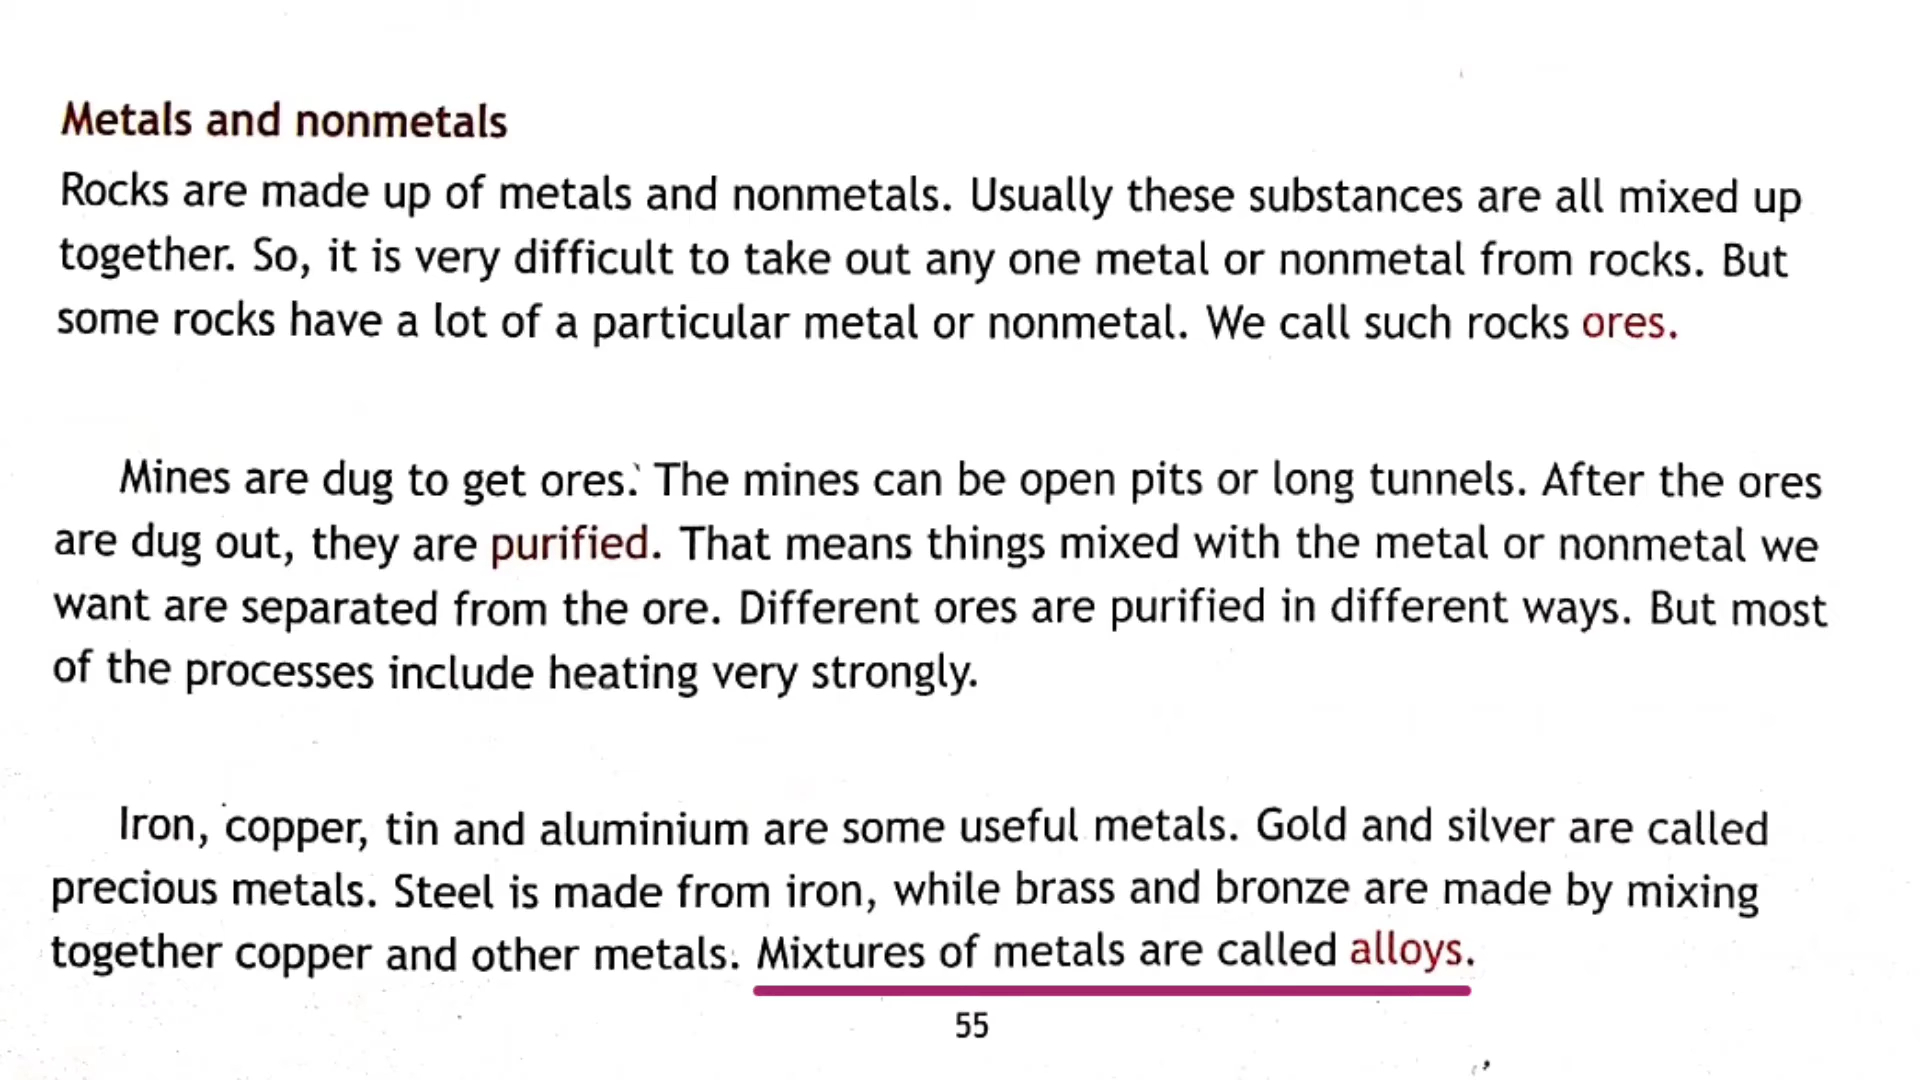 Metals and nonmetals
Rocks are made up of metals and nonmetals. Usually these substances are all mixed up
together. So, it is very difficult to take out any one metal or nonmetal from rocks. But
some rocks have a lot of a particular metal or nonmetal. We call such rocks ores.
Mines are dug to get ores. The mines can be open pits or long tunnels. After the ores
are dug out, they are purified. That means things mixed with the metal or nonmetal we
want are separated from the ore. Different ores are purified in different ways. But most
of the processes include heating very strongly.
Iron, copper, tin and aluminium are some useful metals. Gold and silver are called
precious metals. Steel is made from iron, while brass and bronze are made by mixing
together copper and other metals. Mixtures of metals are called alloys.
55